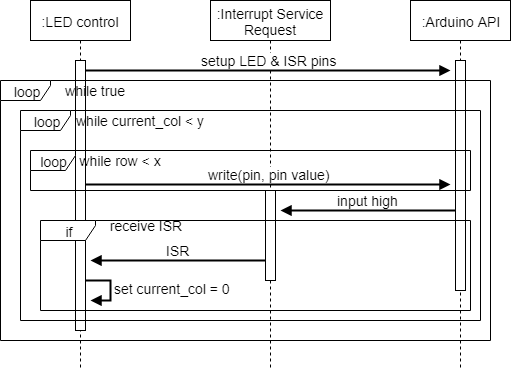 :LED control
:Interrupt Service
Request
:Arduino API
setup LED & ISR pins
loop while true
loop while current_col < y
loop while row < x
write(pin, pin value)
input high
if receive ISR
ISR
set current_col = 0